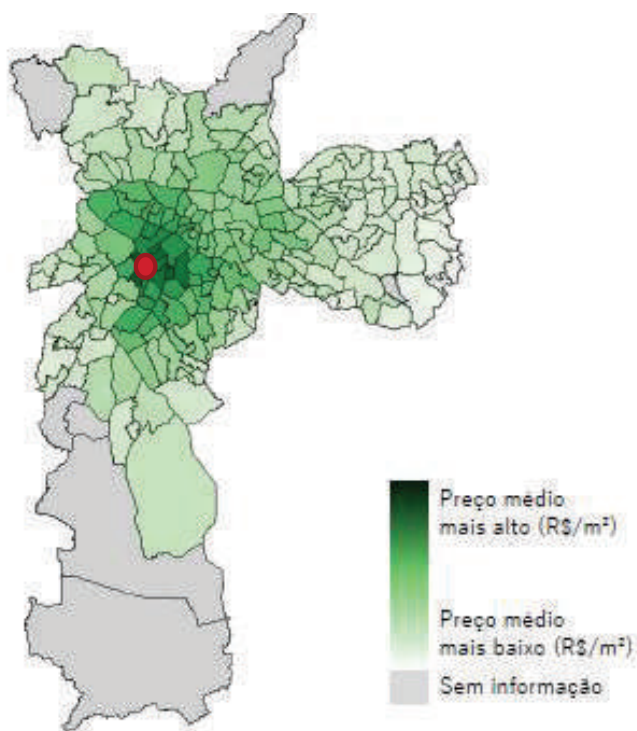 Preço médio
mais alto (R$/m²)
Preço médio
mais baixo (R$/m²)
Sem informação